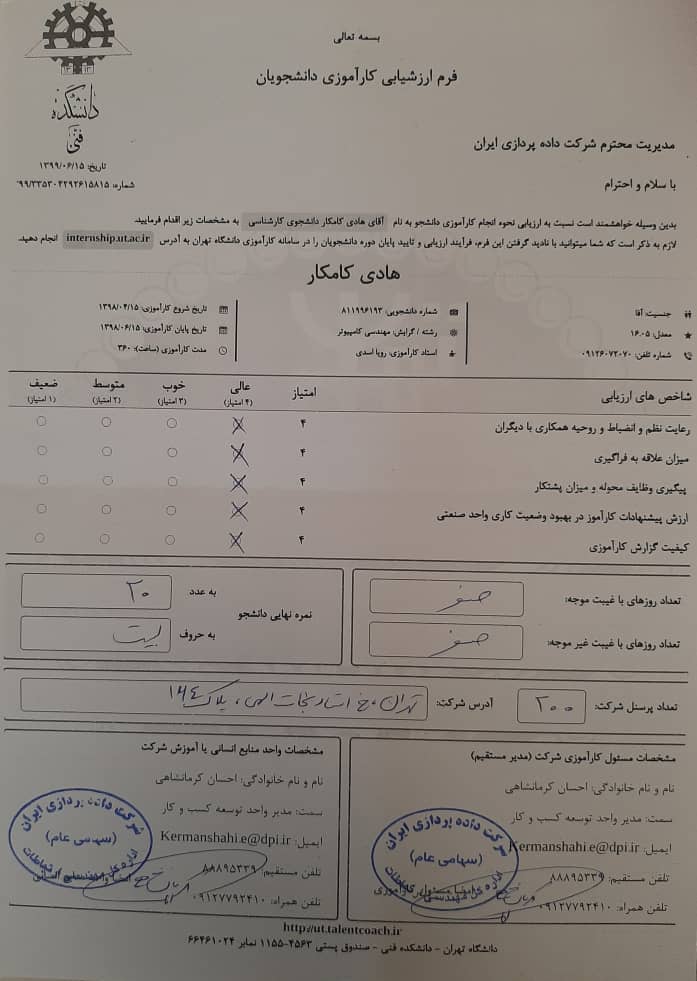 بسمه تعالی
فرم ارزشیابی کارآموزی دانشجویان
دانشکده
فنی
تاریخ: ۱۳۹۹/۰۶/۱۵
شماره: ۹۹/۳۳۵۳۰۴۲۹۲۶۱۵۸۱۵
مدیریت محترم شرکت داده پردازی ایران
با سلام و احترام
بدین وسیله خواهشمند است نسبت به ارزیابی نحوه انجام کارآموزی دانشجو به نام آقای هادی کامکار دانشجوی کارشناسی به مشخصات زیر اقدام فرمایید.
لازم به ذکر است که شما میتوانید با نادید گرفتن این فرم، فرآیند ارزیابی و تایید پایان دوره دانشجویان را در سامانه کارآموزی دانشگاه تهران به آدرس internship.ut.ac.ir انجام دهید.
هادی کامکار
جنسیت: آقا
معدل: ۱۶.۰۵
شماره تلفن: ۰۹۱۲۶۰۷۲۰۷۰
شماره دانشجویی: ۸۱۱۹۹۶۱۹۳
رشته / گرایش: مهندسی کامپیوتر
استاد کارآموزی: رویا اسدی
تاریخ شروع کارآموزی: ۱۳۹۸/۰۴/۱۵
تاریخ پایان کارآموزی: ۱۳۹۸/۰۶/۱۵
مدت کارآموزی (ساعت): ۳۶۰
شاخص های ارزیابی امتیاز عالی (۴ امتیاز) خوب (۳ امتیاز) متوسط (۲ امتیاز) ضعیف (۱ امتیاز)
رعایت نظم و انضباط و روحیه همکاری با دیگران ۴
میزان علاقه به فراگیری ۴
پیگیری وظایف محوله و میزان پشتکار ۴
ارزش پیشنهادات کارآموز در بهبود وضعیت کاری واحد صنعتی ۴
کیفیت گزارش کارآموزی ۴
تعداد روزهای با غیبت موجه: صفر
تعداد روزهای با غیبت غیر موجه: صفر
نمره نهایی دانشجو
به عدد ۲۰
به حروف بیست
تعداد پرسنل شرکت: ۲۰۰
آدرس شرکت: تهران، خ استاد نجات الهی، پلاک ۱۴۴
مشخصات مسئول کارآموزی شرکت (مدیر مستقیم)
نام و نام خانوادگی: احسان کرمانشاهی
سمت: مدیر واحد توسعه کسب و کار
ایمیل: Kermanshahi.e@dpi.ir
تلفن مستقیم: ۸۸۸۹۵۳۳۹
تلفن همراه: ۰۹۱۲۷۷۹۲۴۱۰
شرکت داده پردازی ایران
(سهامی عام)
مشخصات واحد منابع انسانی یا آموزش شرکت
نام و نام خانوادگی: احسان کرمانشاهی
سمت: مدیر واحد توسعه کسب و کار
ایمیل: Kermanshahi.e@dpi.ir
تلفن مستقیم: ۸۸۸۹۵۳۳۹
تلفن همراه: ۰۹۱۲۷۷۹۲۴۱۰
شرکت داده پردازی ایران
(سهامی عام)
http://ut.talentcoach.ir
دانشگاه تهران - دانشکده فنی - صندوق پستی ۴۵۶۳-۱۱۵۵ نمابر ۶۶۴۶۱۰۲۴